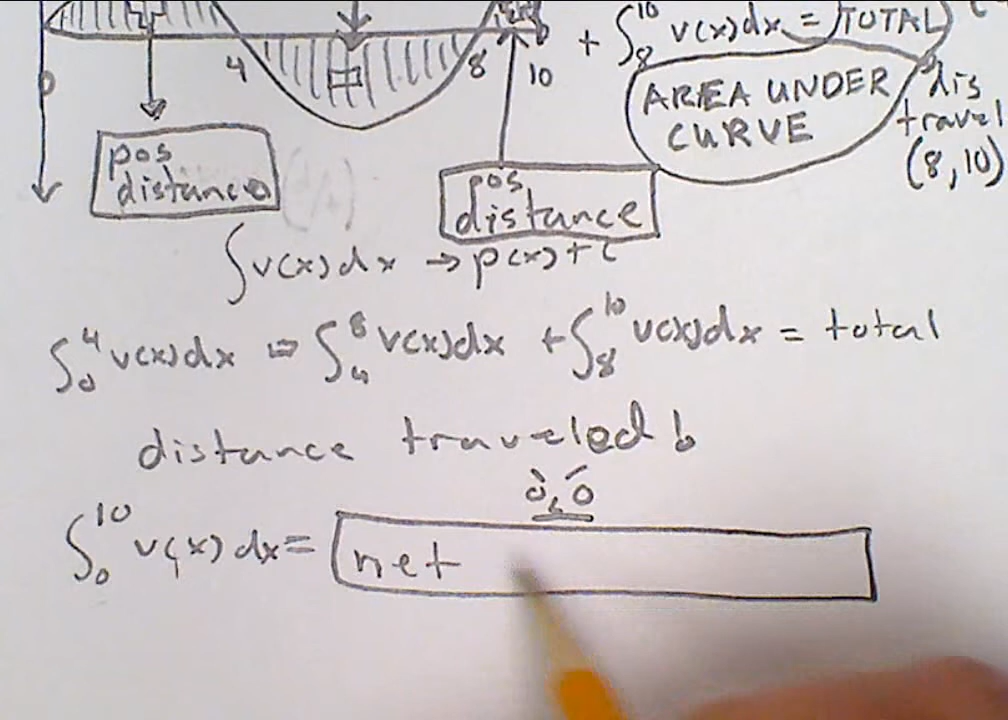 4 8 10
+ ∫₈¹⁰ v(x)dx = TOTAL
AREA UNDER
CURVE
dis
travel
(8, 10)
pos
distance
pos
distance
∫v(x)dx → p(x)+C
∫₀⁴ v(x)dx - ∫₄⁸ v(x)dx + ∫₈¹⁰ v(x)dx = total
distance traveled
∫₀¹⁰ v(x) dx = net